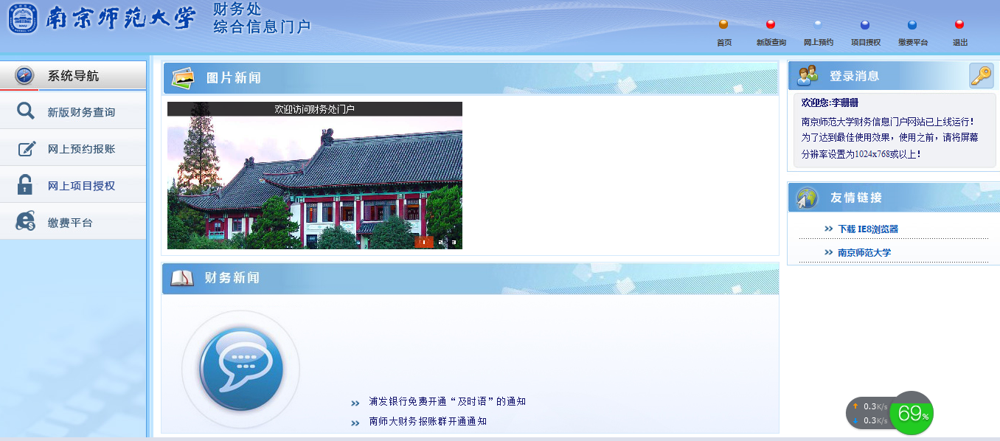 南京师范大学
财务处
综合信息门户
首页
新版查询
网上预约
项目授权
缴费平台
退出
系统导航
新版财务查询
网上预约报账
网上项目授权
缴费平台
图片新闻
欢迎访问财务处门户
1 2 3
财务新闻
浦发银行免费开通“及时语”的通知
南师大财务报账群开通通知
登录消息
欢迎您:李珊珊
南京师范大学财务信息门户网站已上线运行!
为了达到最佳使用效果，使用之前，请将屏幕
分辨率设置为1024x768或以上!
友情链接
下载 IE8浏览器
南京师范大学
0.3K/s
0.3K/s
69%